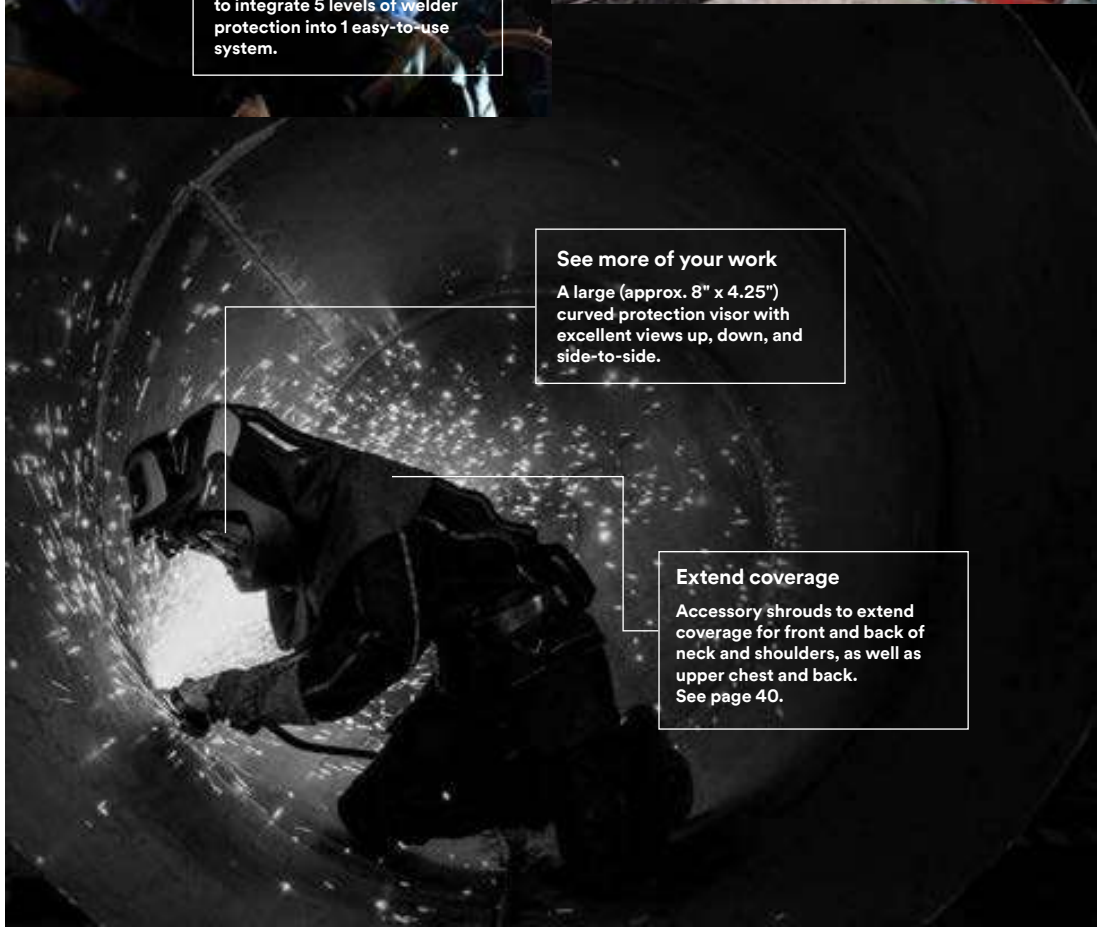 to integrate 5 levels of welder
protection into 1 easy-to-use
system.
See more of your work
A large (approx. 8" x 4.25")
curved protection visor with
excellent views up, down, and
side-to-side.
Extend coverage
Accessory shrouds to extend
coverage for front and back of
neck and shoulders, as well as
upper chest and back.
See page 40.